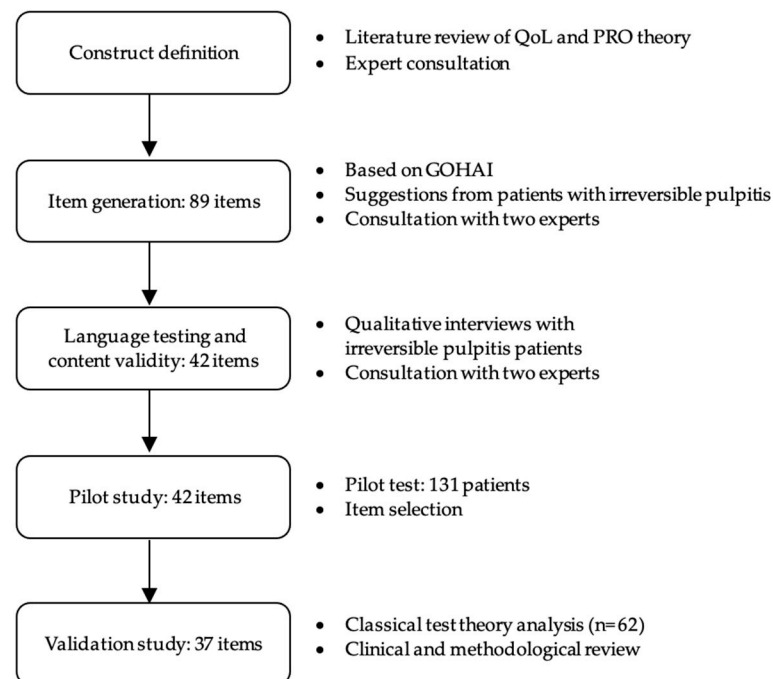 Construct definition
• Literature review of QoL and PRO theory
• Expert consultation
Item generation: 89 items
• Based on GOHAI
• Suggestions from patients with irreversible pulpitis
• Consultation with two experts
Language testing and
content validity: 42 items
• Qualitative interviews with
irreversible pulpitis patients
• Consultation with two experts
Pilot study: 42 items
• Pilot test: 131 patients
• Item selection
Validation study: 37 items
• Classical test theory analysis (n=62)
• Clinical and methodological review